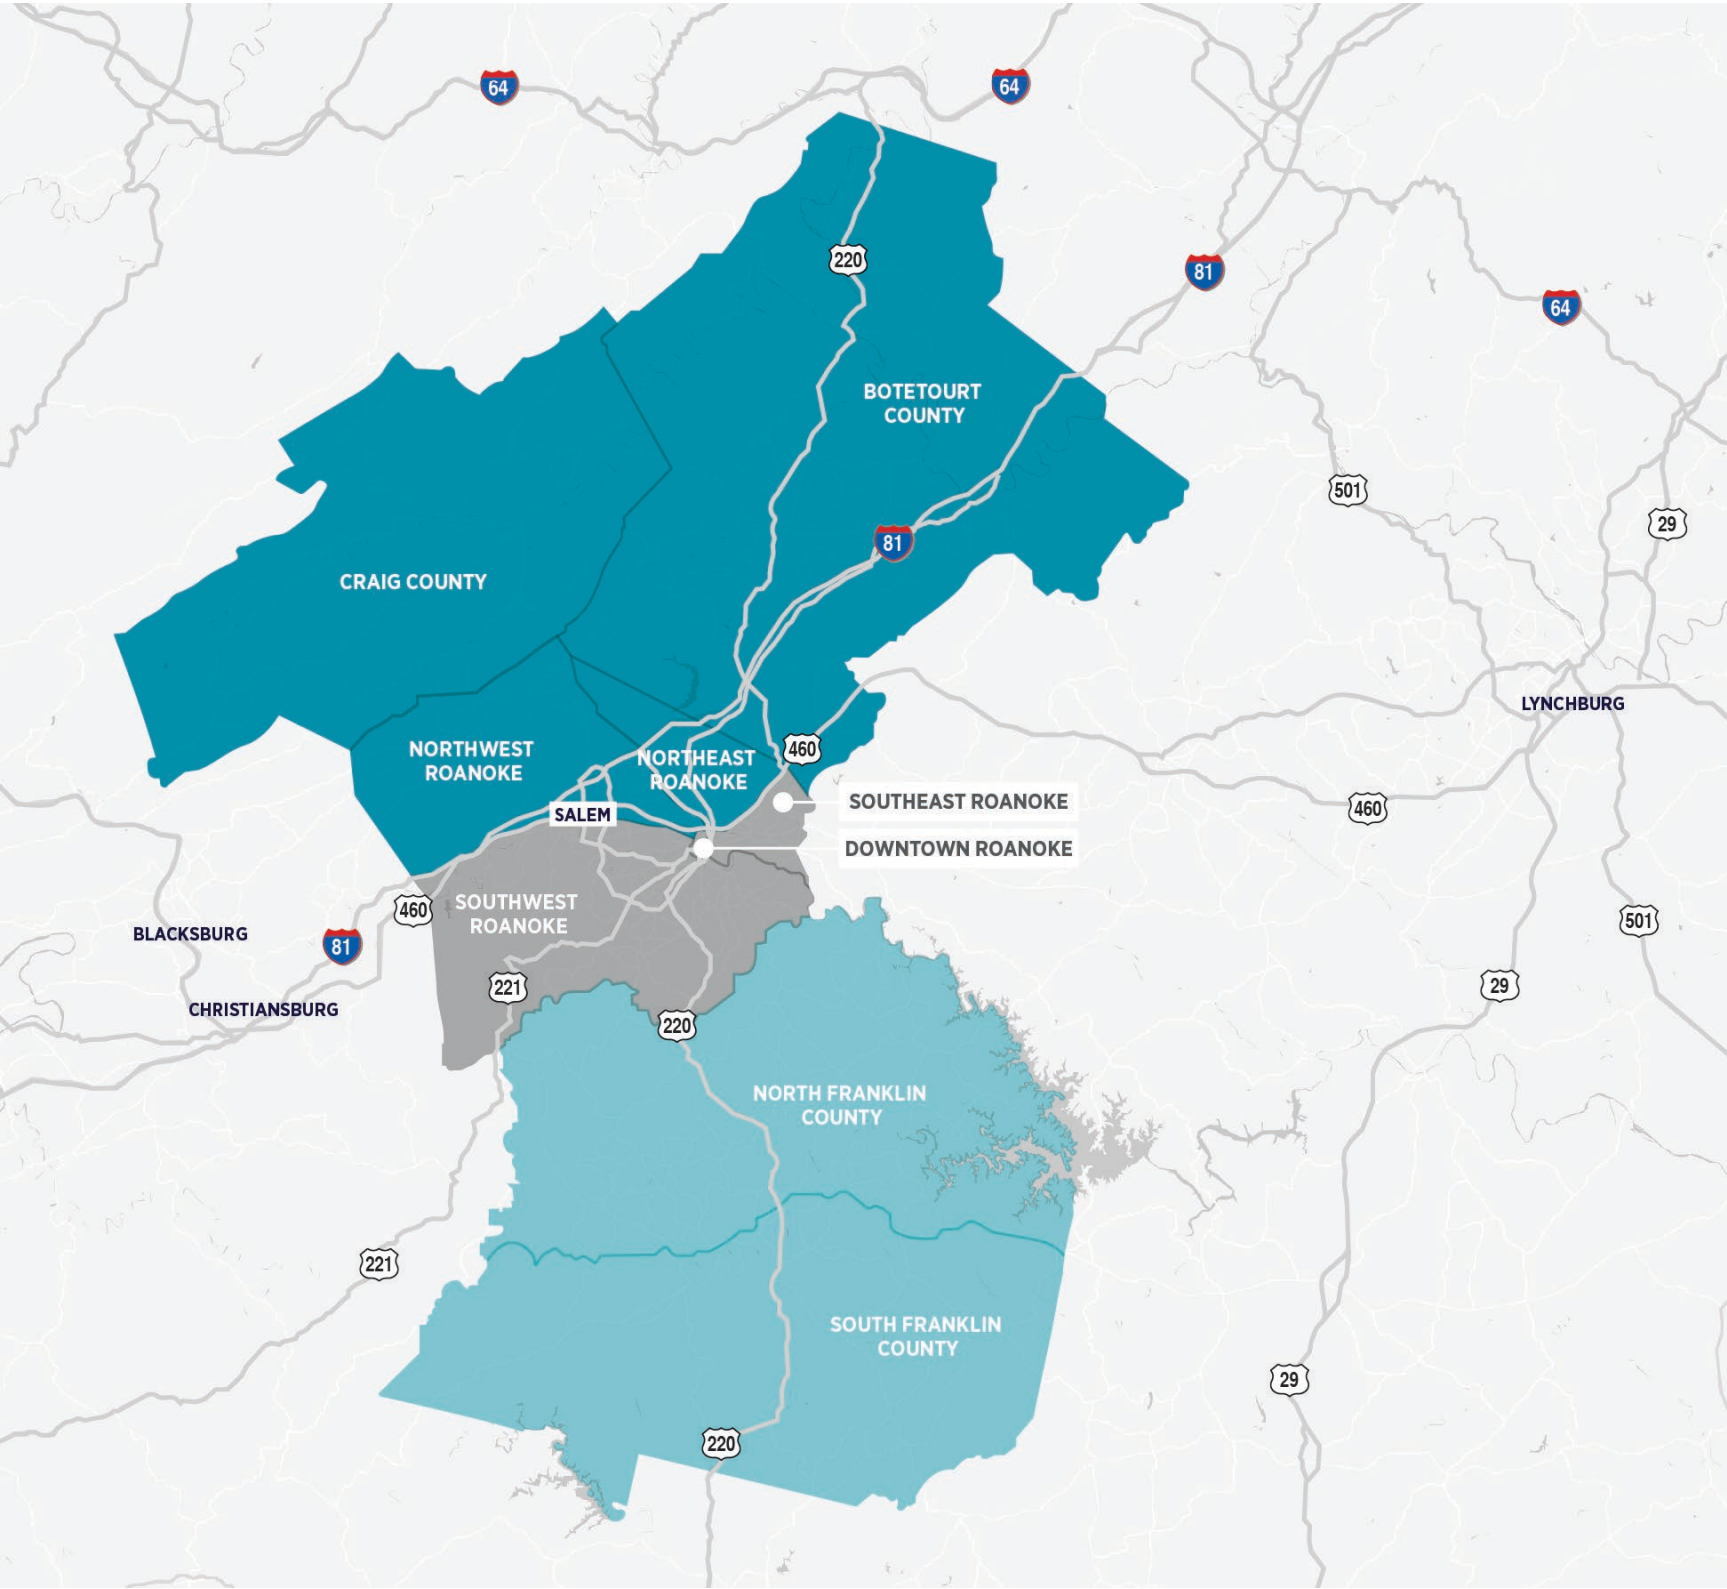 64
64
220
81
64
BOTETOURT
COUNTY
501
29
81
CRAIG COUNTY
LYNCHBURG
NORTHWEST
ROANOKE
NORTHEAST
ROANOKE
460
SOUTHEAST ROANOKE
460
SALEM
DOWNTOWN ROANOKE
460
SOUTHWEST
ROANOKE
501
BLACKSBURG
81
221
29
CHRISTIANSBURG
220
NORTH FRANKLIN
COUNTY
221
SOUTH FRANKLIN
COUNTY
29
220